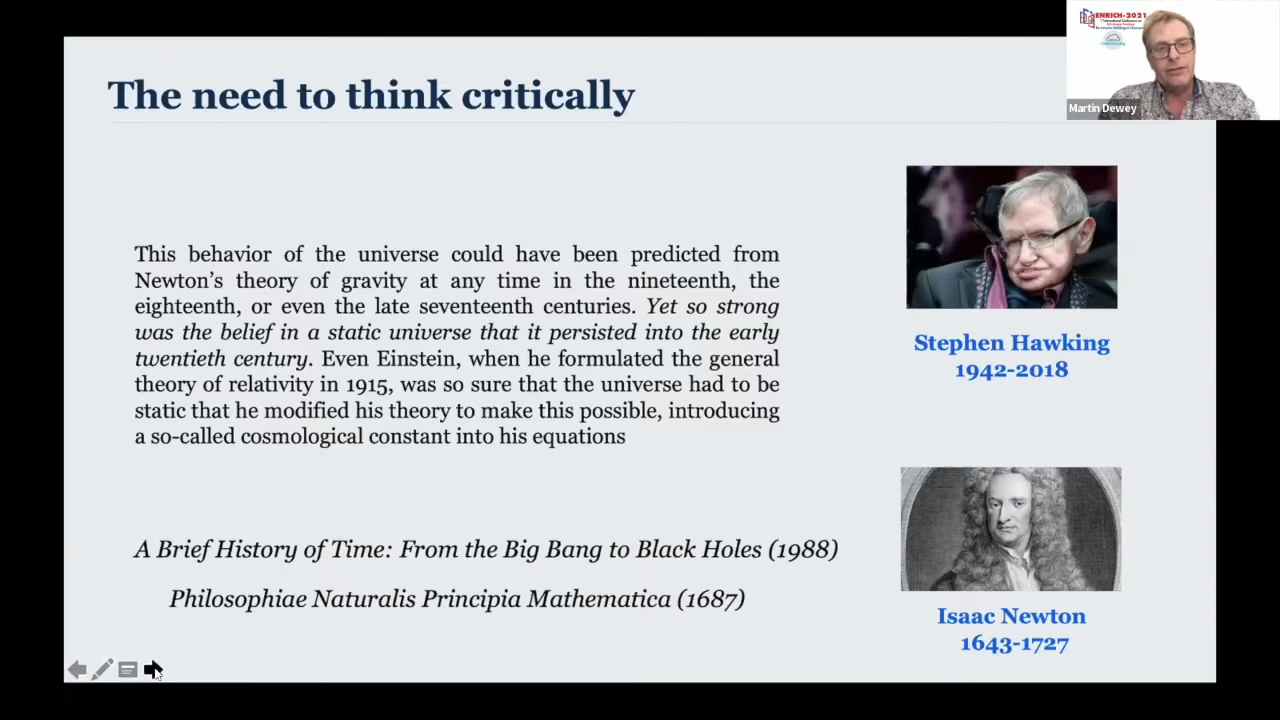 The need to think critically
ENRICH-2021
Martin Dewey
This behavior of the universe could have been predicted from
Newton's theory of gravity at any time in the nineteenth, the
eighteenth, or even the late seventeenth centuries. Yet so strong
was the belief in a static universe that it persisted into the early
twentieth century. Even Einstein, when he formulated the general
theory of relativity in 1915, was so sure that the universe had to be
static that he modified his theory to make this possible, introducing
a so-called cosmological constant into his equations
Stephen Hawking
1942-2018
A Brief History of Time: From the Big Bang to Black Holes (1988)
Philosophiae Naturalis Principia Mathematica (1687)
Isaac Newton
1643-1727